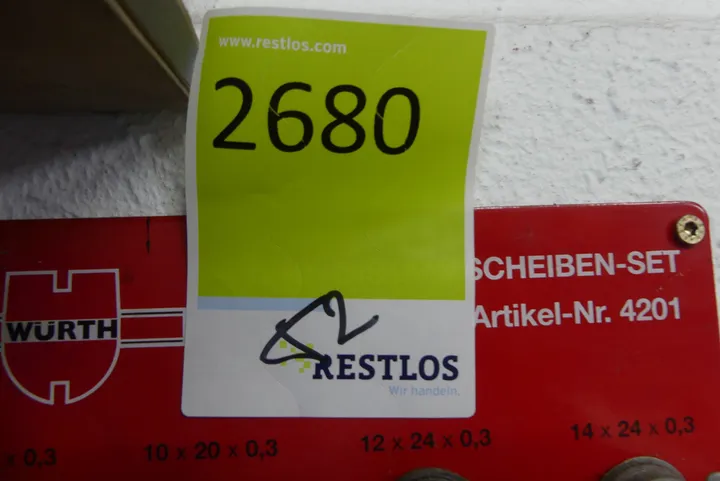 www.restlos.com
2680
SCHEIBEN-SET
Artikel-Nr. 4201
WÜRTH
2
RESTLOS
Wir handeln.
x 0,3
10 x 20 x 0,3
12 x 24 x 0,3
14 x 24 x 0,3